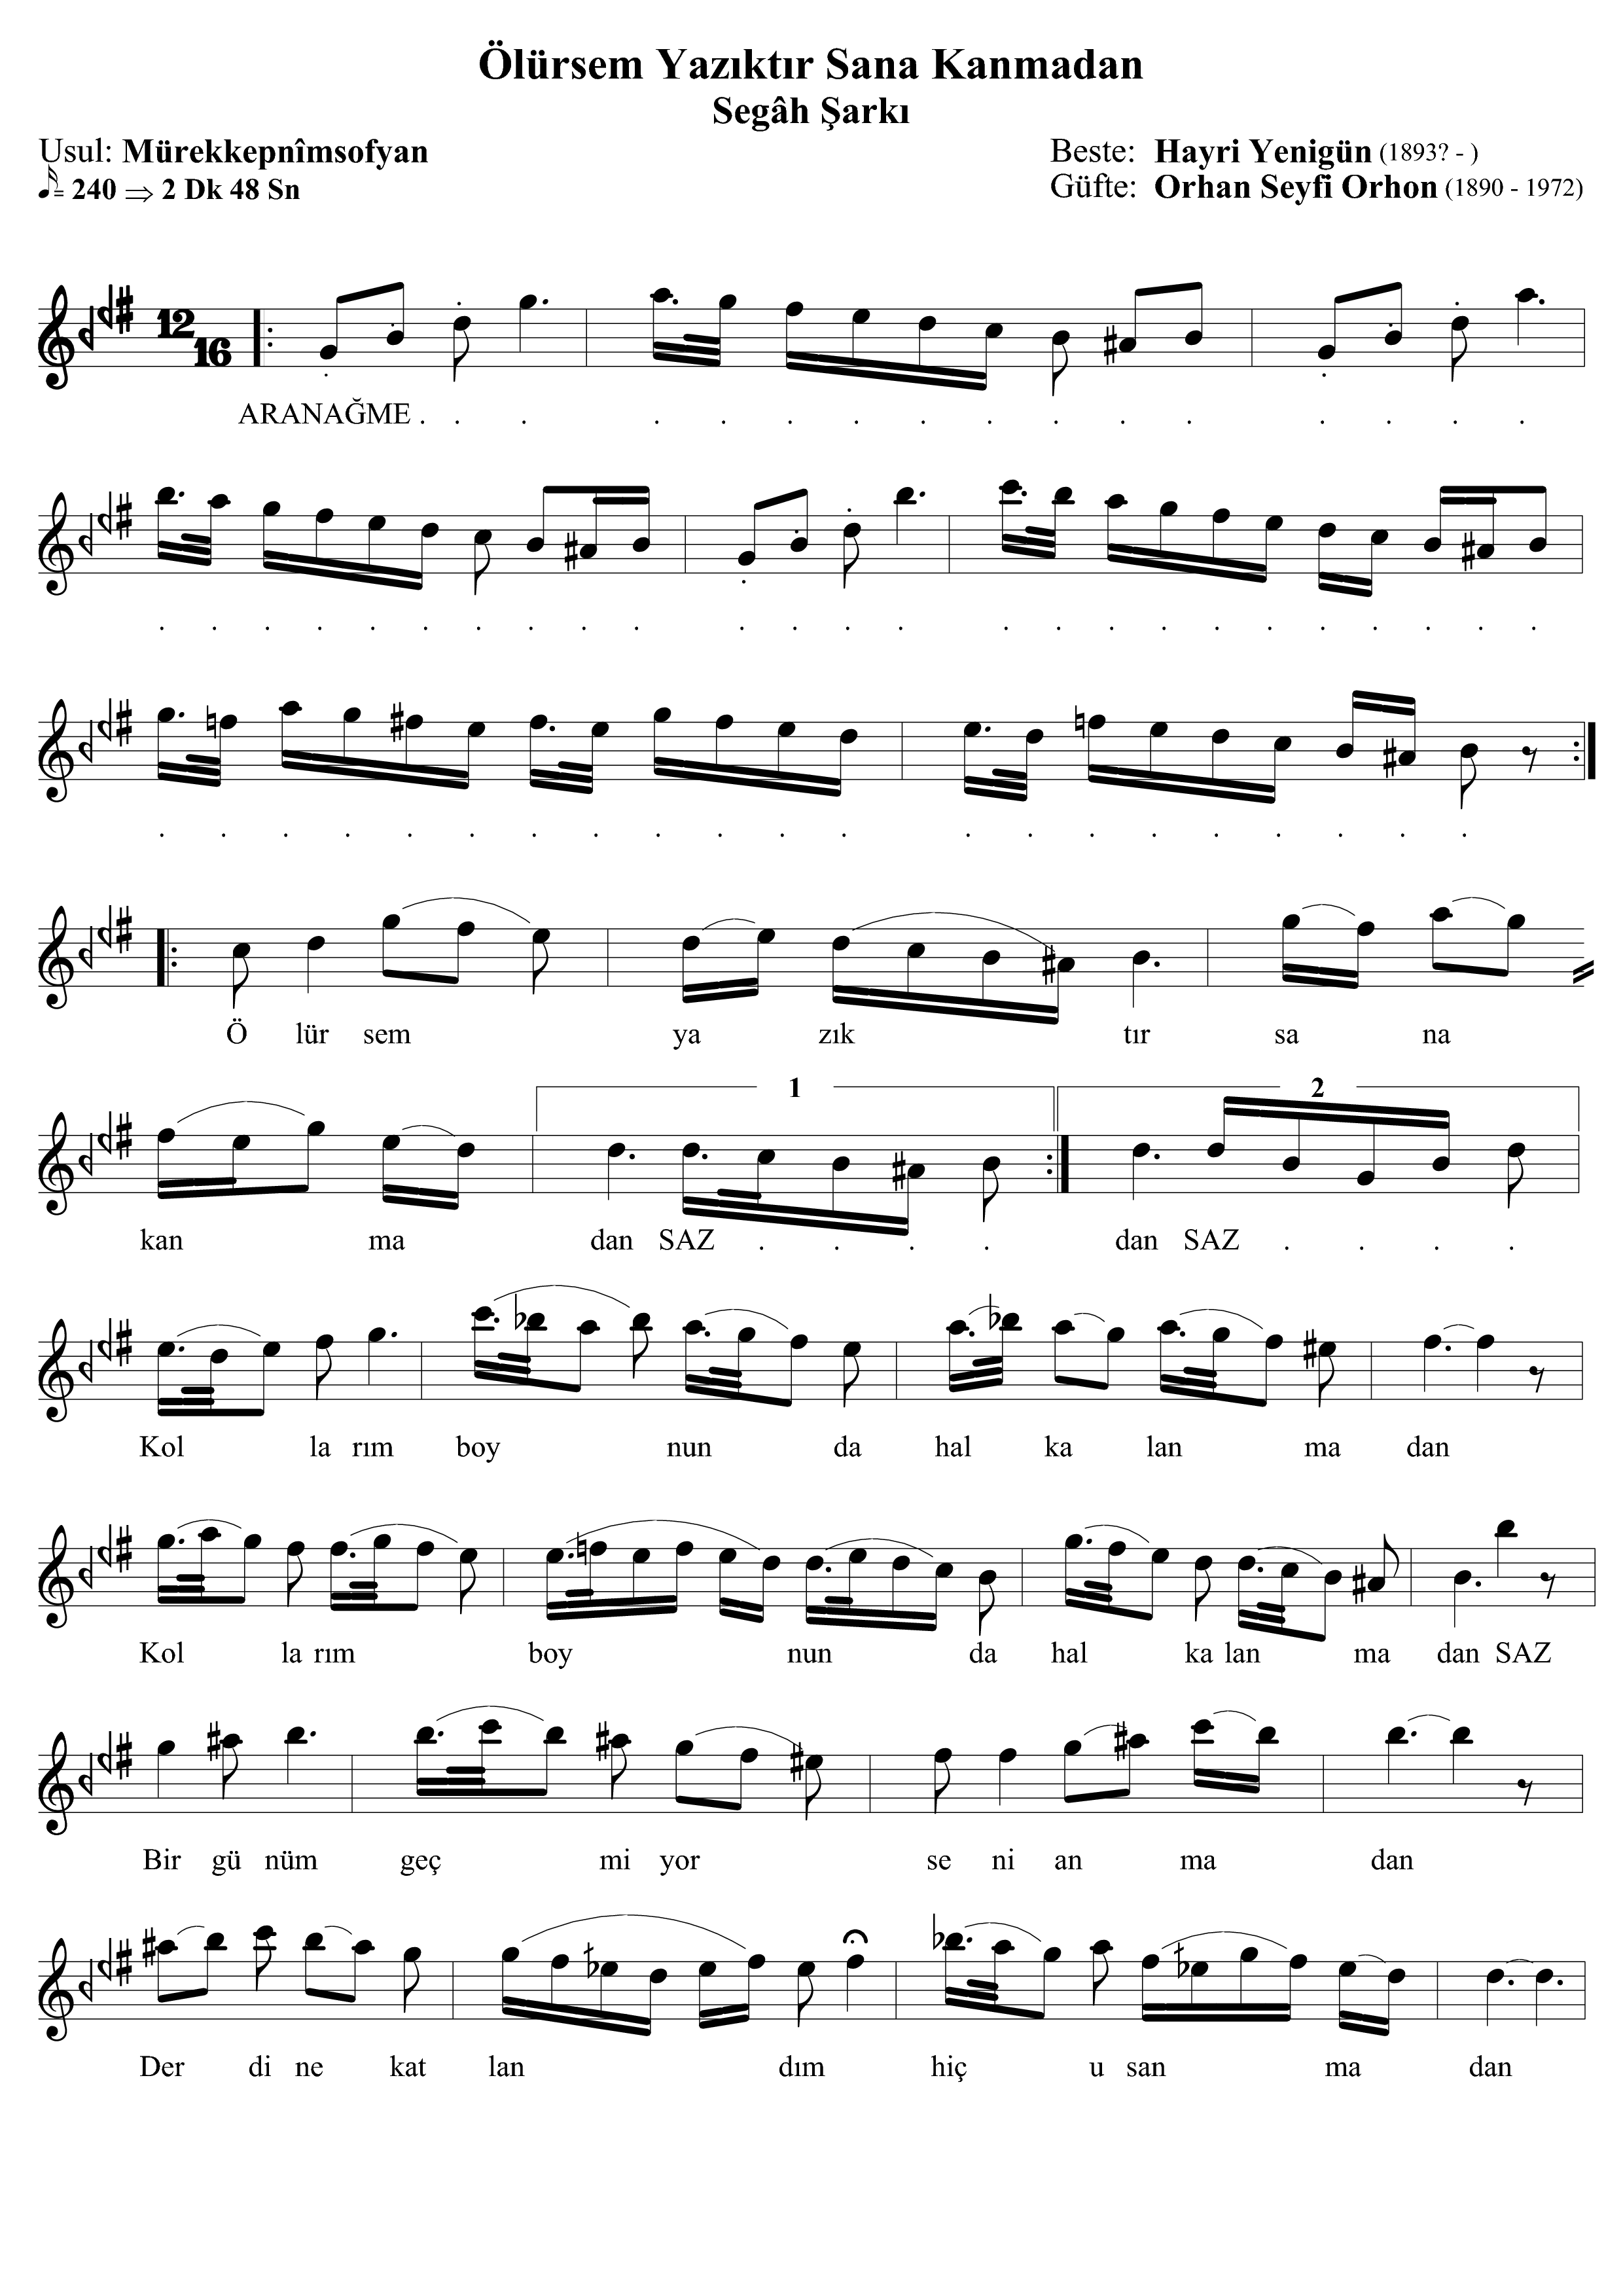 Ölürsem Yazıktır Sana Kanmadan
Segâh Şarkı
Usul: Mürekkepnîmsofyan
Beste: Hayri Yenigün (1893? - )
= 240 ⇒ 2 Dk 48 Sn
Güfte: Orhan Seyfi Orhon (1890 - 1972)
12
16
ARANAĞME . . . . . . . . . . . . . . . .
. . . . . . . . . . . . . . . . . . . . . . . . .
. . . . . . . . . . . . . . . . . . . . .
Ö lür sem ya zık tır sa na
1 2
kan ma dan SAZ . . . . dan SAZ . . . .
Kol la rım boy nun da hal ka lan ma dan
Kol la rım boy nun da hal ka lan ma dan SAZ
Bir gü nüm geç mi yor se ni an ma dan
Der di ne kat lan dım hiç u san ma dan